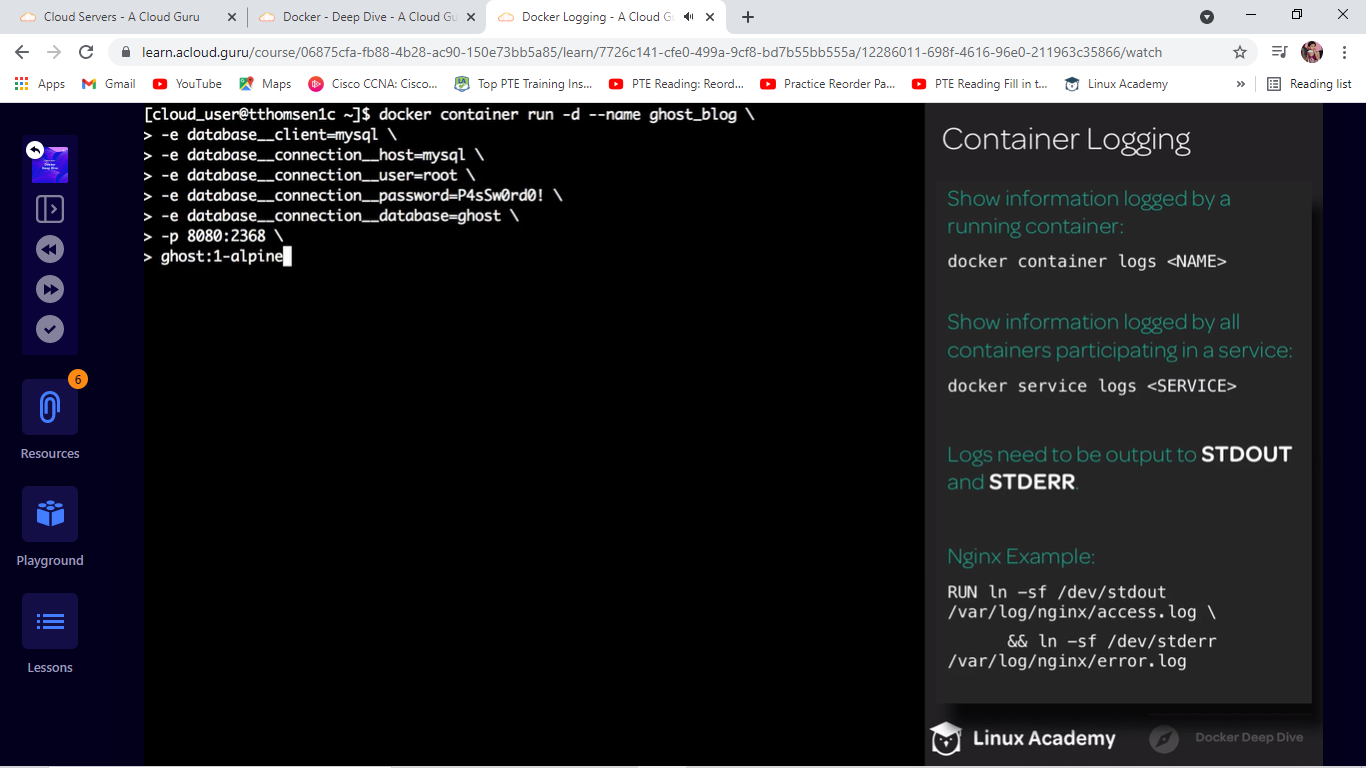 Cloud Servers - A Cloud Guru
Docker - Deep Dive - A Cloud Gu
Docker Logging - A Cloud G
learn.acloud.guru/course/06875cfa-fb88-4b28-ac90-150e73bb5a85/learn/7726c141-cfe0-499a-9cf8-bd7b55bb555a/12286011-698f-4616-96e0-211963c35866/watch
Apps
Gmail
YouTube
Maps
Cisco CCNA: Cisco...
Top PTE Training Ins...
PTE Reading: Reord...
Practice Reorder Pa...
PTE Reading Fill in t...
Linux Academy
»
Reading list
6
Resources
Playground
Lessons
[cloud_user@tthomsen1c ~]$ docker container run -d --name ghost_blog \
> -e database__client=mysql \
> -e database__connection__host=mysql \
> -e database__connection__user=root \
> -e database__connection__password=P4sSw0rd0! \
> -e database__connection__database=ghost \
> -p 8080:2368 \
> ghost:1-alpine
Container Logging
Show information logged by a
running container:
docker container logs <NAME>
Show information logged by all
containers participating in a service:
docker service logs <SERVICE>
Logs need to be output to STDOUT
and STDERR.
Nginx Example:
RUN ln -sf /dev/stdout
/var/log/nginx/access.log \
&& ln -sf /dev/stderr
/var/log/nginx/error.log
Linux Academy
Docker Deep Dive